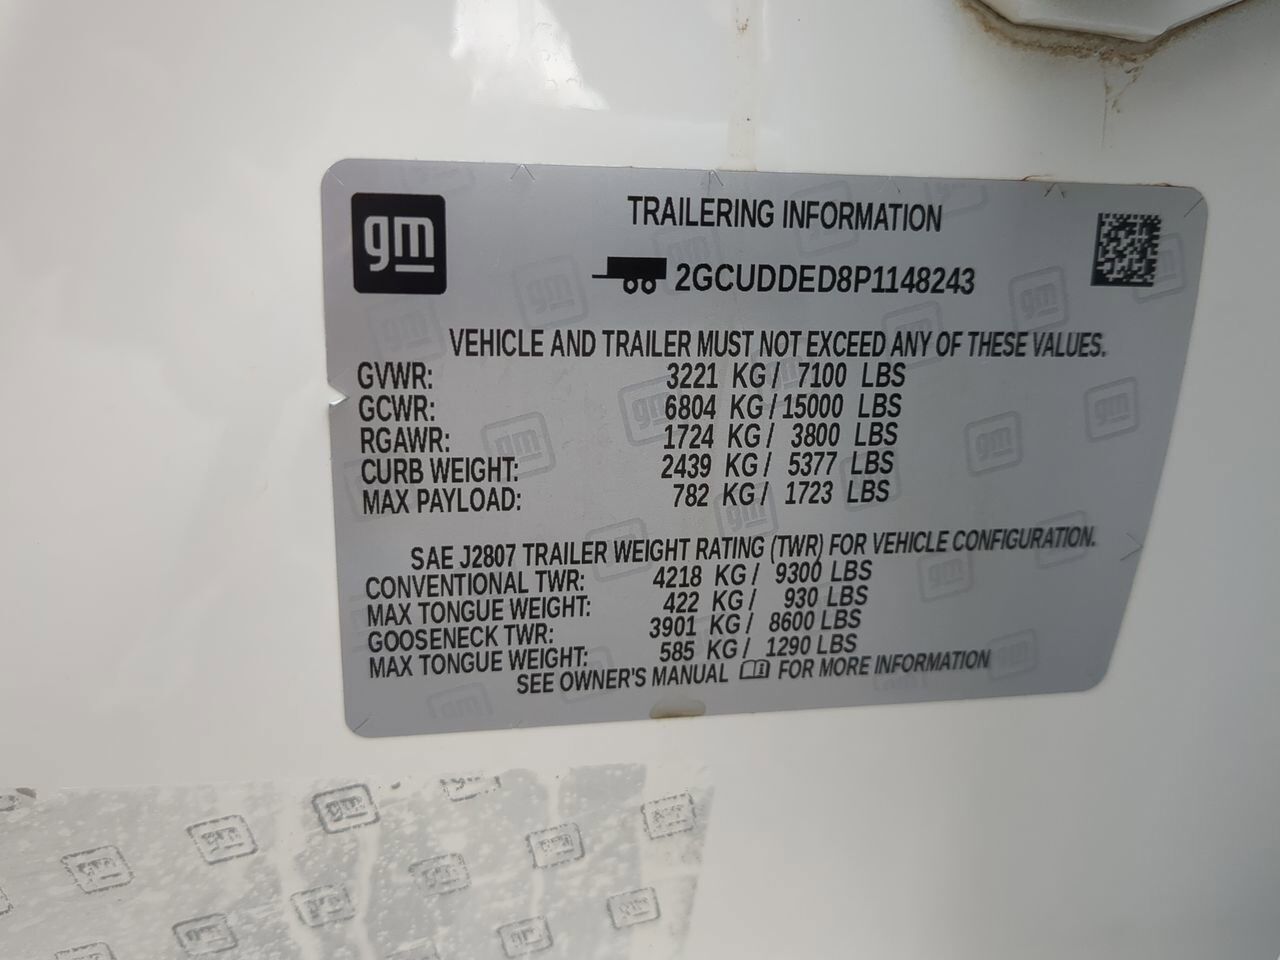 gm
TRAILERING INFORMATION
2GCUDDED8P1148243
VEHICLE AND TRAILER MUST NOT EXCEED ANY OF THESE VALUES.
GVWR: 3221 KG / 7100 LBS
GCWR: 6804 KG / 15000 LBS
RGAWR: 1724 KG / 3800 LBS
CURB WEIGHT: 2439 KG / 5377 LBS
MAX PAYLOAD: 782 KG / 1723 LBS
SAE J2807 TRAILER WEIGHT RATING (TWR) FOR VEHICLE CONFIGURATION.
CONVENTIONAL TWR: 4218 KG / 9300 LBS
MAX TONGUE WEIGHT: 422 KG / 930 LBS
GOOSENECK TWR: 3901 KG / 8600 LBS
MAX TONGUE WEIGHT: 585 KG / 1290 LBS
SEE OWNER'S MANUAL FOR MORE INFORMATION